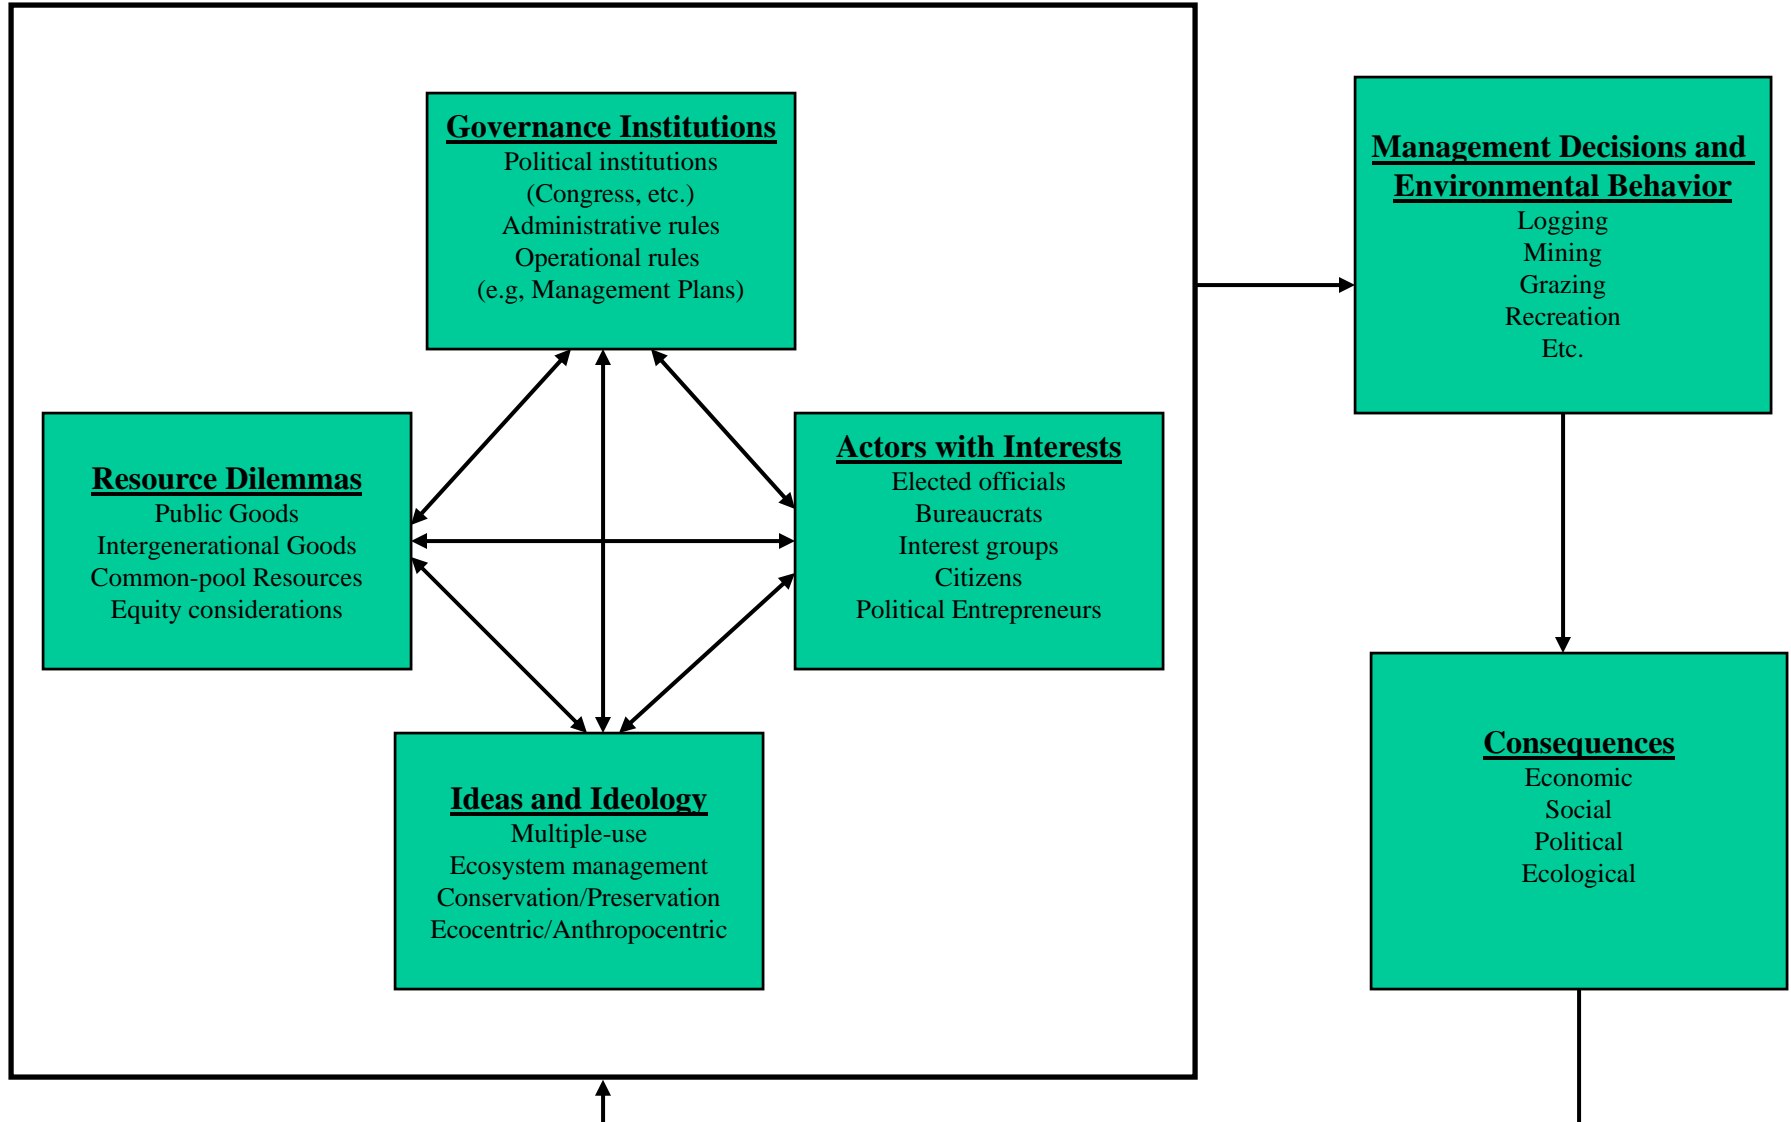 Governance Institutions
Political institutions
(Congress, etc.)
Administrative rules
Operational rules
(e.g, Management Plans)
Management Decisions and
Environmental Behavior
Logging
Mining
Grazing
Recreation
Etc.
Resource Dilemmas
Public Goods
Intergenerational Goods
Common-pool Resources
Equity considerations
Actors with Interests
Elected officials
Bureaucrats
Interest groups
Citizens
Political Entrepreneurs
Ideas and Ideology
Multiple-use
Ecosystem management
Conservation/Preservation
Ecocentric/Anthropocentric
Consequences
Economic
Social
Political
Ecological